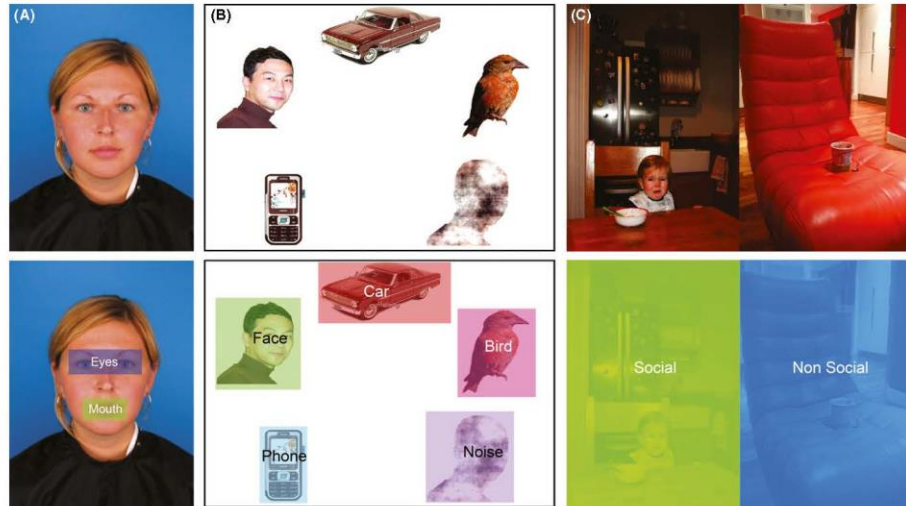 (A)
(B)
(C)
Eyes
Mouth
Car
Face
Bird
Phone
Noise
Social
Non Social